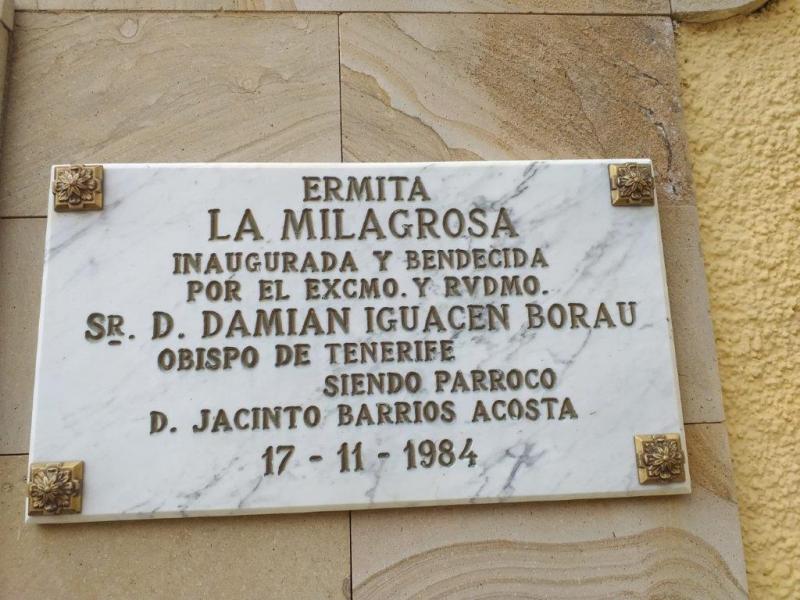 ERMITA
LA MILAGROSA
INAUGURADA Y BENDECIDA
POR EL EXCMO. Y RVDMO.
SR. D. DAMIAN IGUACEN BORAU
OBISPO DE TENERIFE
SIENDO PARROCO
D. JACINTO BARRIOS ACOSTA
17 - 11 - 1984